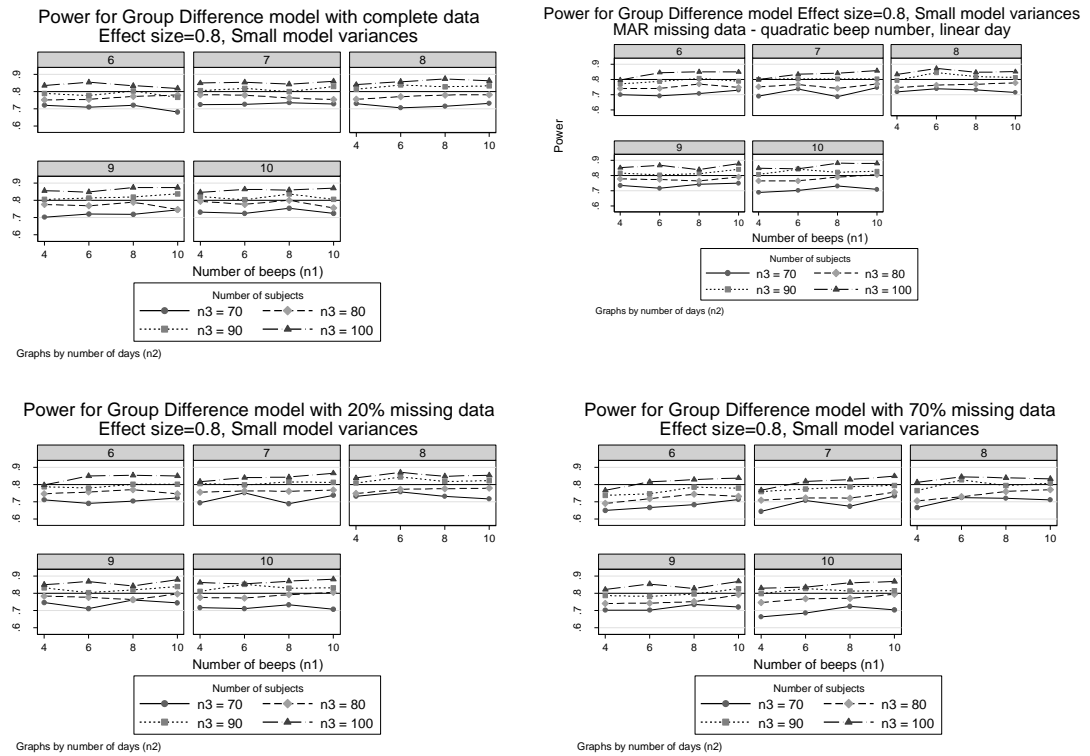 Power for Group Difference model with complete data
Effect size=0.8, Small model variances
6 7 8
.6 .7 .8 .9
4 6 8 10
9 10
.6 .7 .8 .9
4 6 8 10 4 6 8 10
Number of beeps (n1)
Number of subjects
n3 = 70 n3 = 80
n3 = 90 n3 = 100
Graphs by number of days (n2)
Power for Group Difference model Effect size=0.8, Small variances
MAR missing data - quadratic beep number, linear day
6 7 8
.6 .7 .8 .9
4 6 8 10
Power
9 10
.6 .7 .8 .9
4 6 8 10 4 6 8 10
Number of beeps (n1)
Number of subjects
n3 = 70 n3 = 80
n3 = 90 n3 = 100
Graphs by number of days (n2)
Power for Group Difference model with 20% missing data
Effect size=0.8, Small model variances
6 7 8
.6 .7 .8 .9
4 6 8 10
9 10
.6 .7 .8 .9
4 6 8 10 4 6 8 10
Number of beeps (n1)
Number of subjects
n3 = 70 n3 = 80
n3 = 90 n3 = 100
Graphs by number of days (n2)
Power for Group Difference model with 70% missing data
Effect size=0.8, Small model variances
6 7 8
.6 .7 .8 .9
4 6 8 10
9 10
.6 .7 .8 .9
4 6 8 10 4 6 8 10
Number of beeps (n1)
Number of subjects
n3 = 70 n3 = 80
n3 = 90 n3 = 100
Graphs by number of days (n2)